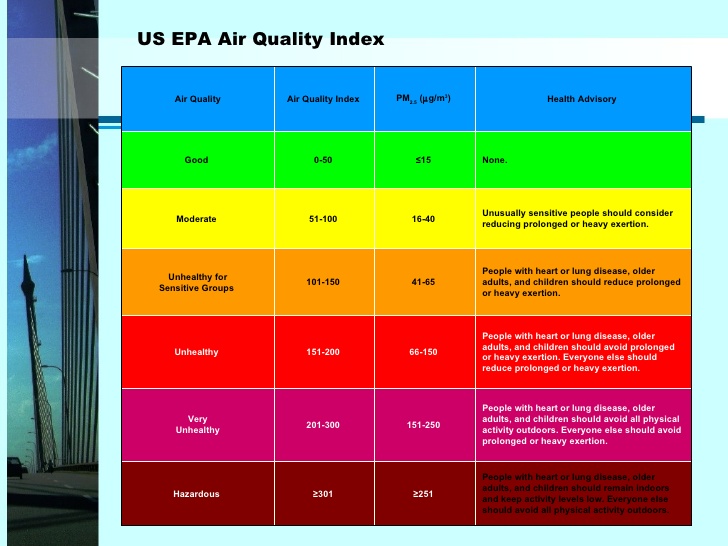 US EPA Air Quality Index
Air Quality
Air Quality Index
PM2.5 (µg/m³)
Health Advisory
Good
0-50
≤15
None.
Moderate
51-100
16-40
Unusually sensitive people should consider
reducing prolonged or heavy exertion.
Unhealthy for
Sensitive Groups
101-150
41-65
People with heart or lung disease, older
adults, and children should reduce prolonged
or heavy exertion.
Unhealthy
151-200
66-150
People with heart or lung disease, older
adults, and children should avoid prolonged
or heavy exertion. Everyone else should
reduce prolonged or heavy exertion.
Very
Unhealthy
201-300
151-250
People with heart or lung disease, older
adults, and children should avoid all physical
activity outdoors. Everyone else should avoid
prolonged or heavy exertion.
Hazardous
≥301
≥251
People with heart or lung disease, older
adults, and children should remain indoors
and keep activity levels low. Everyone else
should avoid all physical activity outdoors.